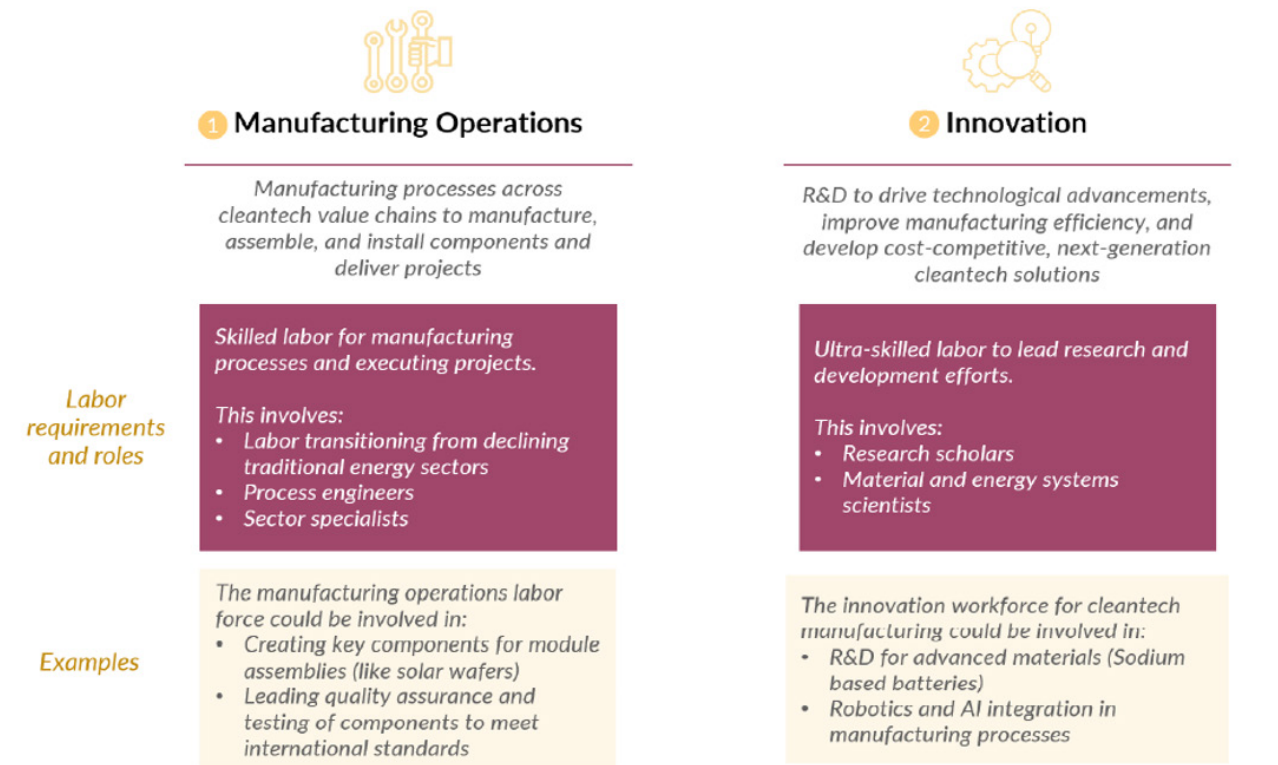 1 Manufacturing Operations
Manufacturing processes across
cleantech value chains to manufacture,
assemble, and install components and
deliver projects
2 Innovation
R&D to drive technological advancements,
improve manufacturing efficiency, and
develop cost-competitive, next-generation
cleantech solutions
Labor
requirements
and roles
Skilled labor for manufacturing
processes and executing projects.
This involves:
• Labor transitioning from declining
traditional energy sectors
• Process engineers
• Sector specialists
Ultra-skilled labor to lead research and
development efforts.
This involves:
• Research scholars
• Material and energy systems
scientists
Examples
The manufacturing operations labor
force could be involved in:
• Creating key components for module
assemblies (like solar wafers)
• Leading quality assurance and
testing of components to meet
international standards
The innovation workforce for cleantech
manufacturing could be involved in:
• R&D for advanced materials (Sodium
based batteries)
• Robotics and AI integration in
manufacturing processes